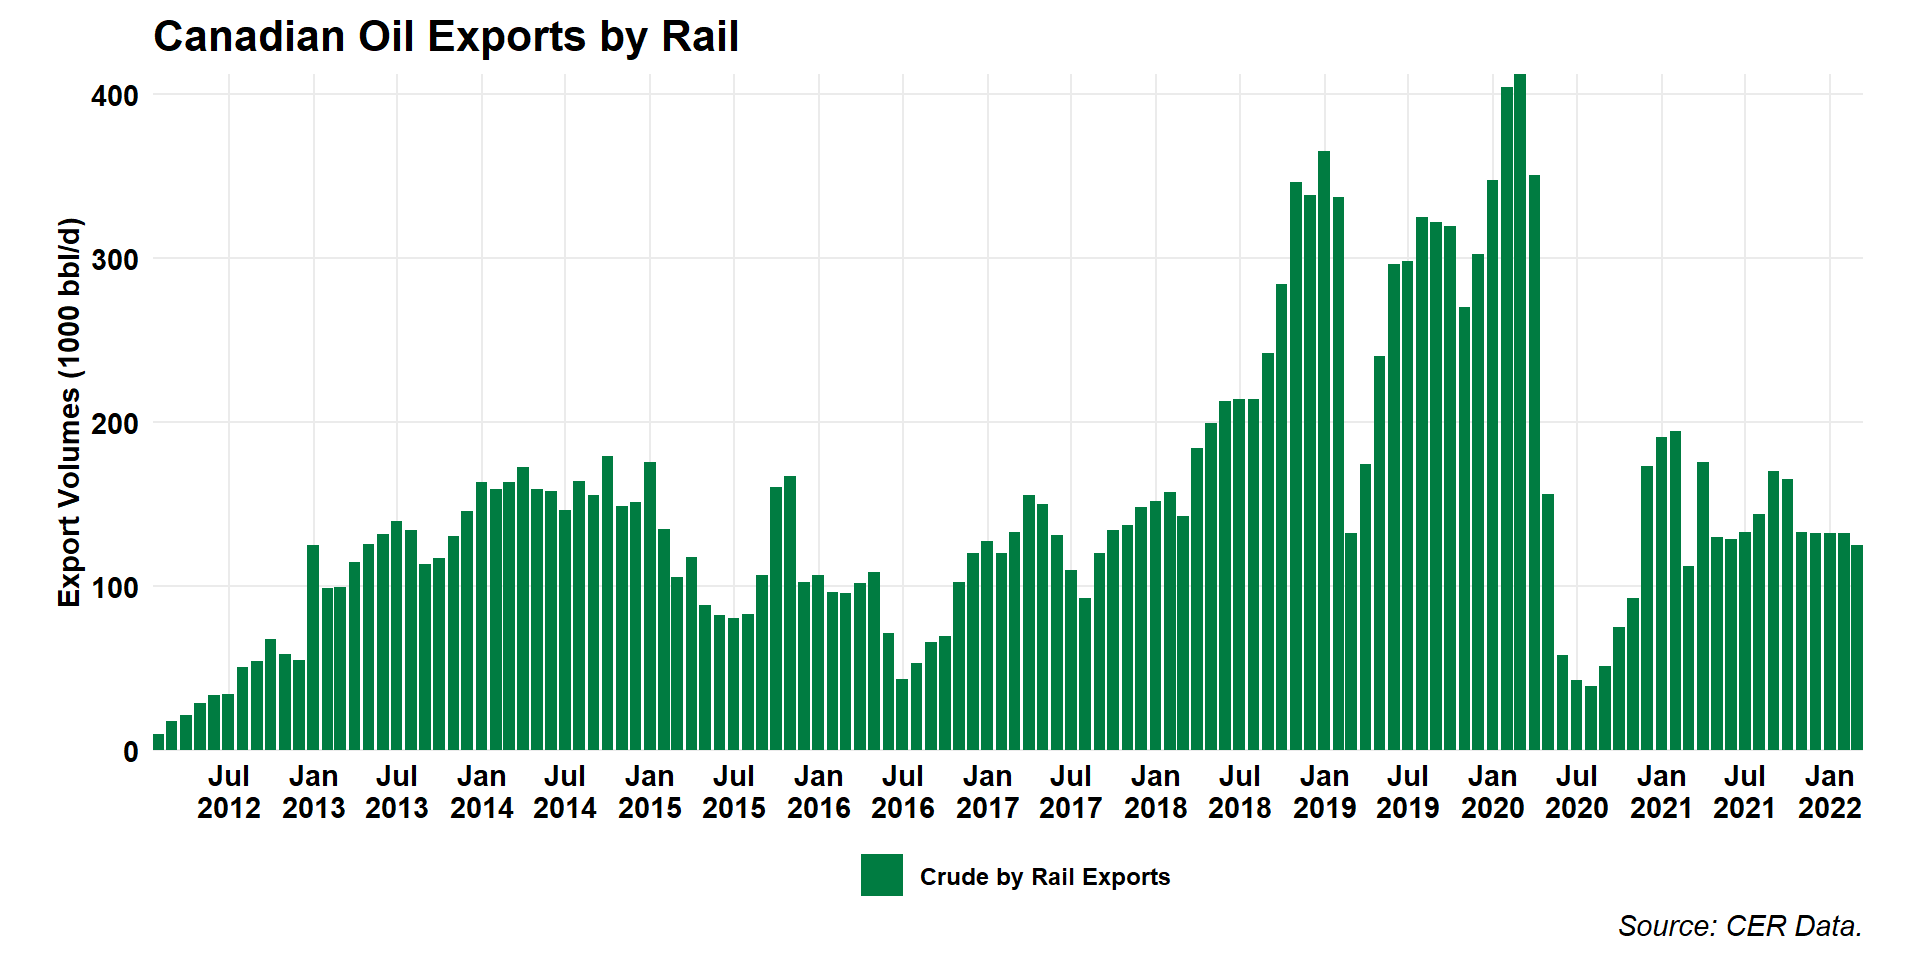 Canadian Oil Exports by Rail
Export Volumes (1000 bbl/d)
400
300
200
100
0
Jul Jan Jul Jan Jul Jan Jul Jan Jul Jan Jul Jan Jul Jan Jul Jan Jul Jan Jul Jan
2012 2013 2013 2014 2014 2015 2015 2016 2016 2017 2017 2018 2018 2019 2019 2020 2020 2021 2021 2022
Crude by Rail Exports
Source: CER Data.